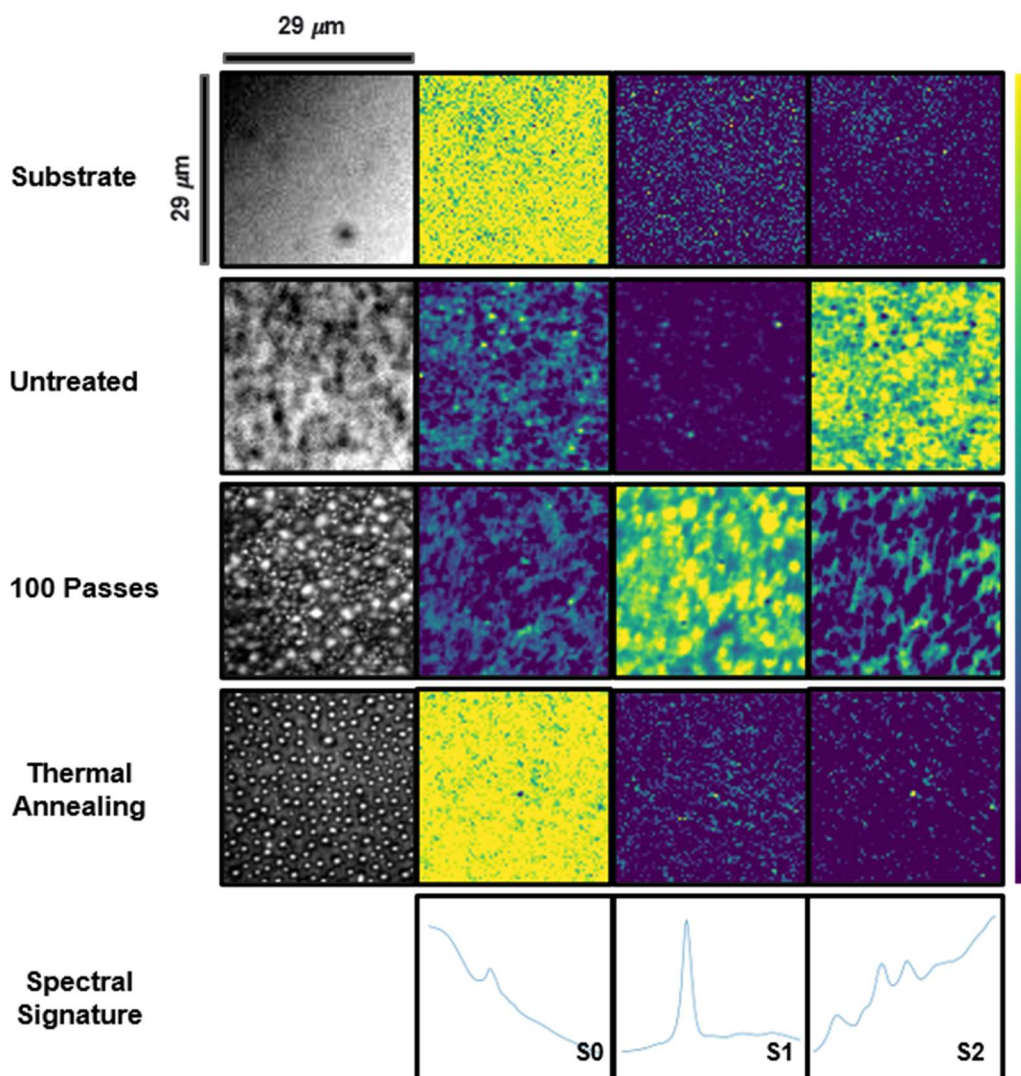 29 μm
29 μm
Substrate
Untreated
100 Passes
Thermal
Annealing
Spectral
Signature
S0
S1
S2